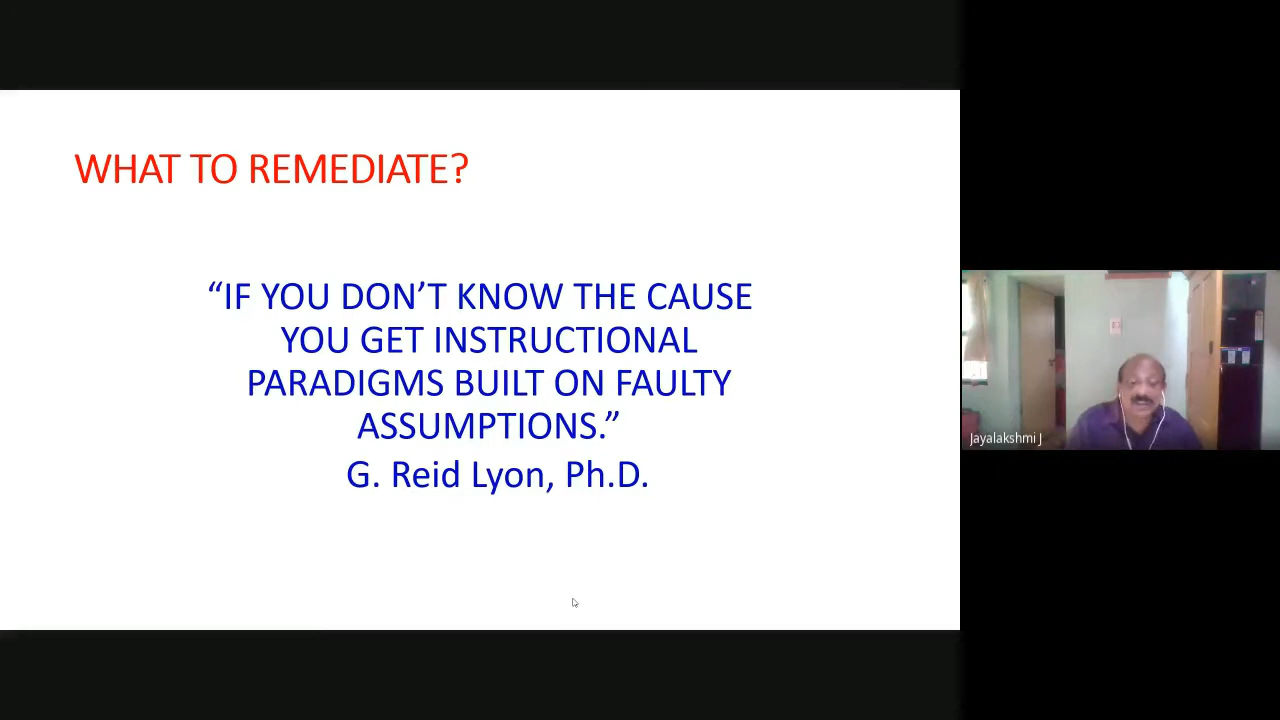 WHAT TO REMEDIATE?
“IF YOU DON’T KNOW THE CAUSE
YOU GET INSTRUCTIONAL
PARADIGMS BUILT ON FAULTY
ASSUMPTIONS.”
G. Reid Lyon, Ph.D.
Jayalakshmi J